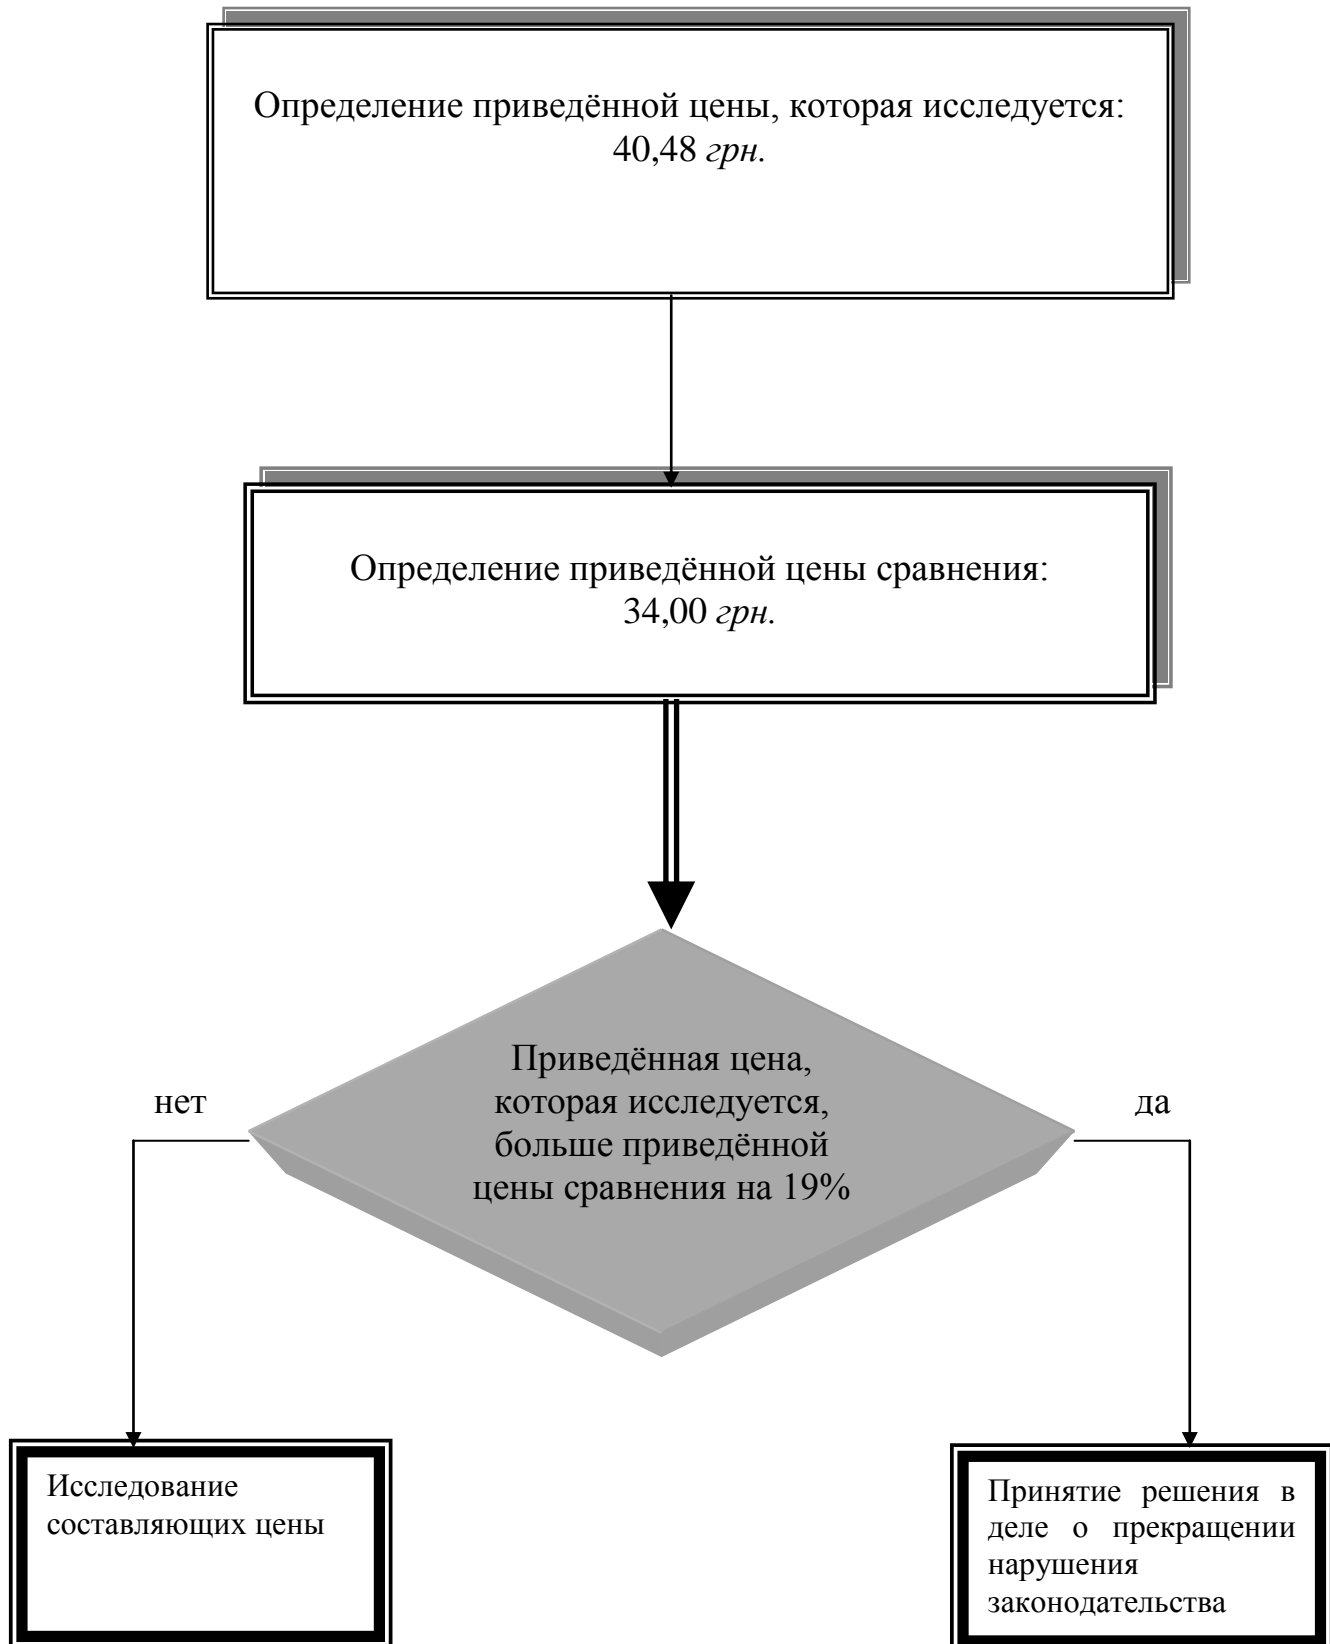 Определение приведённой цены, которая исследуется:
40,48 грн.
Определение приведённой цены сравнения:
34,00 грн.
Приведённая цена,
которая исследуется,
больше приведённой
цены сравнения на 19%
нет
да
Исследование
составляющих цены
Принятие решения в
деле о прекращении
нарушения
законодательства